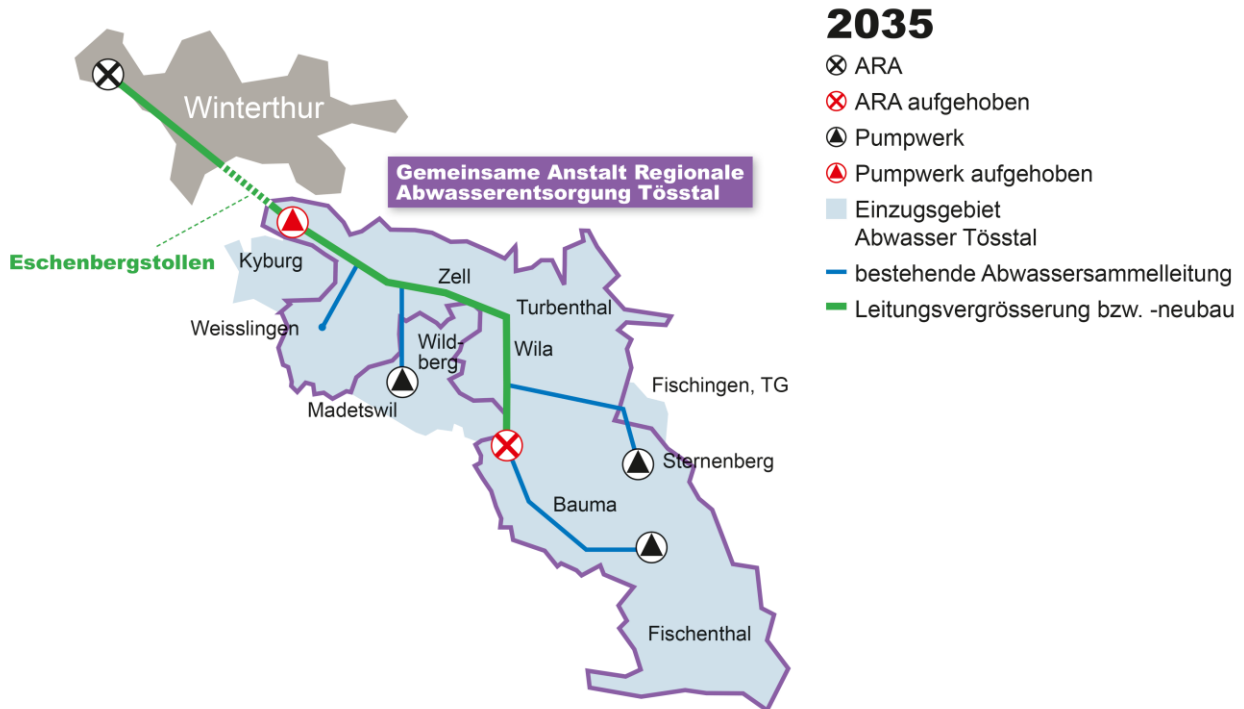 2035
ARA
ARA aufgehoben
Pumpwerk
Pumpwerk aufgehoben
Einzugsgebiet
Abwasser Tösstal
bestehende Abwassersammelleitung
Leitungsvergrösserung bzw. -neubau
Winterthur
Gemeinsame Anstalt Regionale
Abwasserentsorgung Tösstal
Eschenbergstollen
Kyburg
Zell
Turbenthal
Weisslingen
Wild-
berg
Wila
Fischingen, TG
Madetswil
Sternenberg
Bauma
Fischenthal